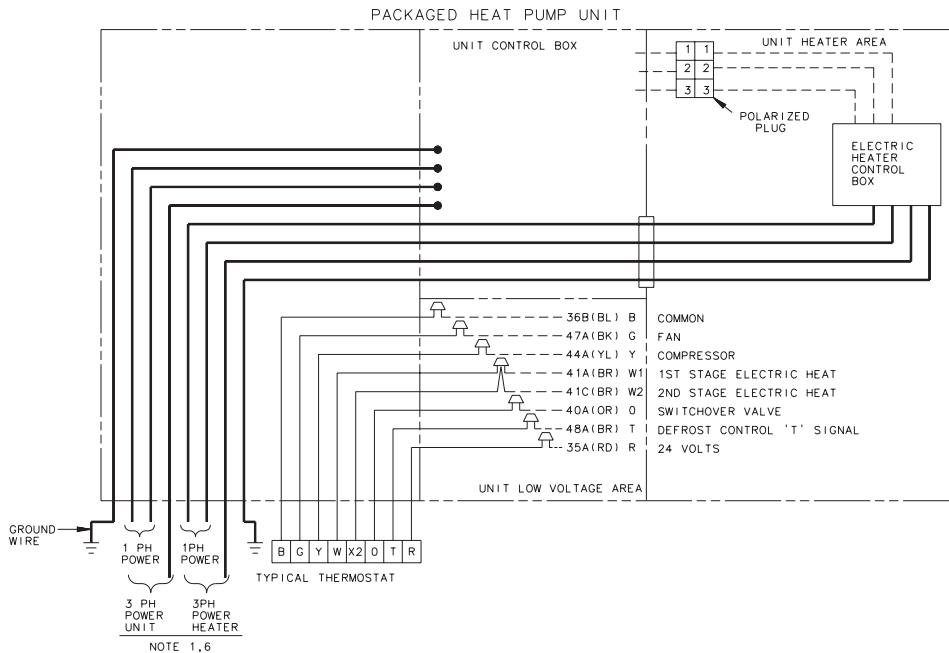 PACKAGED HEAT PUMP UNIT
UNIT CONTROL BOX
UNIT HEATER AREA
1 1
2 2
3 3
POLARIZED
PLUG
ELECTRIC
HEATER
CONTROL
BOX
36B(BL) B COMMON
47A(BK) G FAN
44A(YL) Y COMPRESSOR
41A(BR) W1 1ST STAGE ELECTRIC HEAT
41C(BR) W2 2ND STAGE ELECTRIC HEAT
40A(OR) O SWITCHOVER VALVE
48A(BR) T DEFROST CONTROL 'T' SIGNAL
35A(RD) R 24 VOLTS
UNIT LOW VOLTAGE AREA
GROUND
WIRE
1 PH
POWER
1PH
POWER
B G Y W X2 O T R
TYPICAL THERMOSTAT
3 PH
POWER
UNIT
3PH
POWER
HEATER
NOTE 1,6